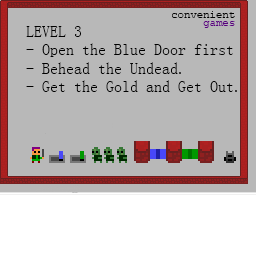 convenient
games
LEVEL 3
- Open the Blue Door first
- Behead the Undead.
- Get the Gold and Get Out.